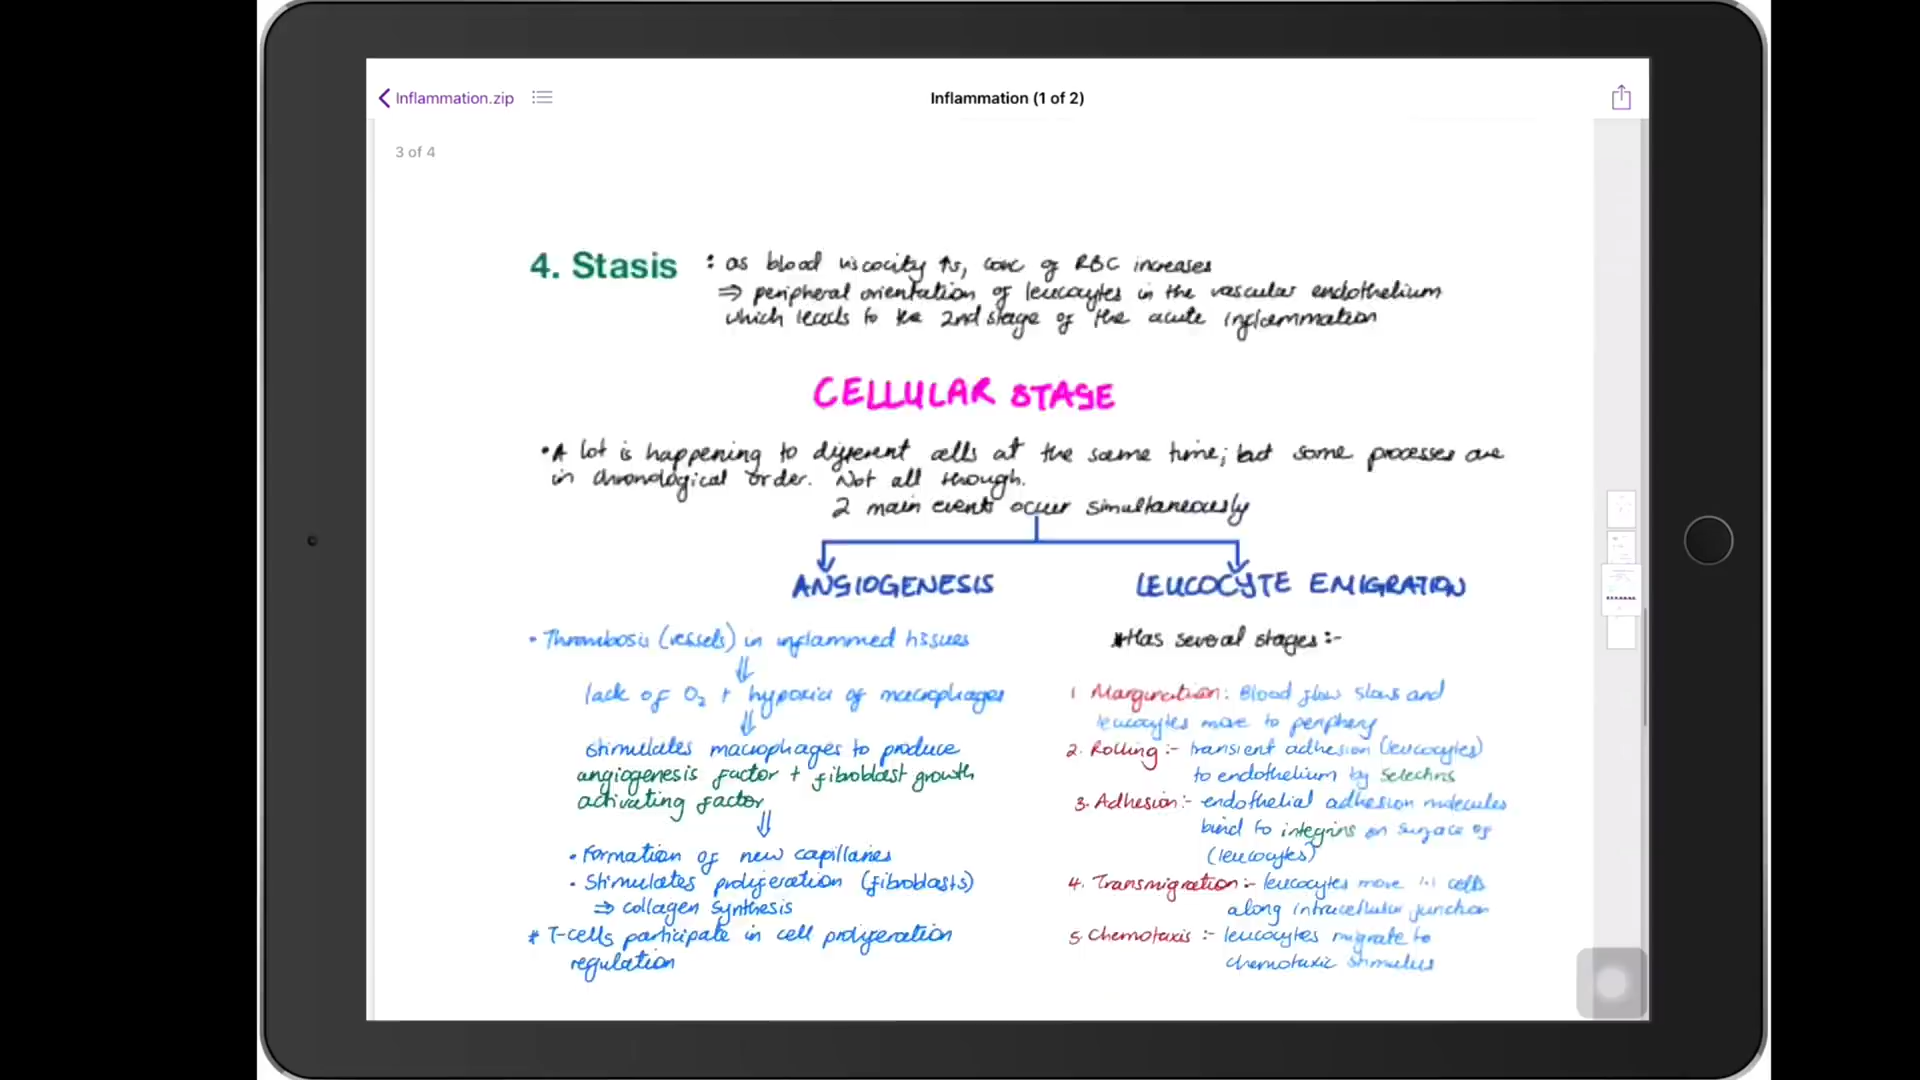 Inflammation.zip
Inflammation (1 of 2)
3 of 4
4. Stasis : as blood viscocity ↑s, conc of RBC increases
⇒ peripheral orientation of leucocytes in the vascular endothelium
which leads to the 2nd stage of the acute inflammation
CELLULAR STAGE
• A lot is happening to different cells at the same time; but some processes are
in chronological order. Not all though.
2 main events occur simultaneously
ANGIOGENESIS
• Thrombosis (vessels) in inflammed tissues
⇓
lack of O₂ + hypoxia of macrophages
⇓
stimulates macrophages to produce
angiogenesis factor + fibroblast growth
activating factor
⇓
• Formation of new capillaries
• Stimulates proliferation (fibroblasts)
⇒ collagen synthesis
* T-cells participate in cell proliferation
regulation
LEUCOCYTE EMIGRATION
*Has several stages :-
1 Margination: Blood flow slows and
leucocytes move to periphery
2. Rolling :- transient adhesion (leucocytes)
to endothelium by selectins
3. Adhesion :- endothelial adhesion molecules
bind to integrins on surface of
(leucocytes)
4. Transmigration :- leucocytes move cells
along intracellular junction
5. Chemotaxis :- leucocytes migrate to
chemotaxic stimulus